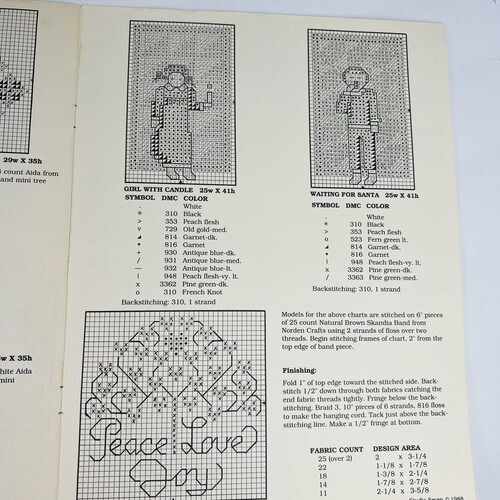 29w X 35h
count Aida from
and mini tree
w X 35h
hite Aida
mini
GIRL WITH CANDLE 25w X 41h
SYMBOL DMC COLOR
White
* 310 Black
> 353 Peach flesh
v 729 Old gold-med.
◢ 814 Garnet-dk.
• 816 Garnet
+ 930 Antique blue-dk.
/ 931 Antique blue-med.
— 932 Antique blue-lt.
I 948 Peach flesh-vy. lt.
x 3362 Pine green-dk.
o 310 French Knot
Backstitching: 310, 1 strand
WAITING FOR SANTA 25w X 41h
SYMBOL DMC COLOR
. White
* 310 Black
> 353 Peach flesh
o 523 Fern green lt.
◢ 814 Garnet-dk.
• 816 Garnet
I 948 Peach flesh-vy. lt.
x 3362 Pine green-dk.
/ 3363 Pine green-med.
Backstitching: 310, 1 strand
Peace Love
Joy
Models for the above charts are stitched on 6" pieces
of 25 count Natural Brown Skandia Band from
Norden Crafts using 2 strands of floss over two
threads. Begin stitching frames of chart, 2" from the
top edge of band piece.
Finishing:
Fold 1" of top edge toward the stitched side. Back-
stitch 1/2" down through both fabrics catching the
end fabric threads tightly. Fringe below the back-
stitching. Braid 3, 10" pieces of 6 strands, 816 floss
to make the hanging cord. Tack just above the back-
stitching line. Make a 1/2" fringe at bottom.
FABRIC COUNT DESIGN AREA
25 (over 2) 2 x 3-1/4
22 1-1/8 x 1-7/8
18 1-3/8 x 2-1/4
14 1-7/8 x 2-7/8
11 2-1/4 x 3-5/8
© 1988